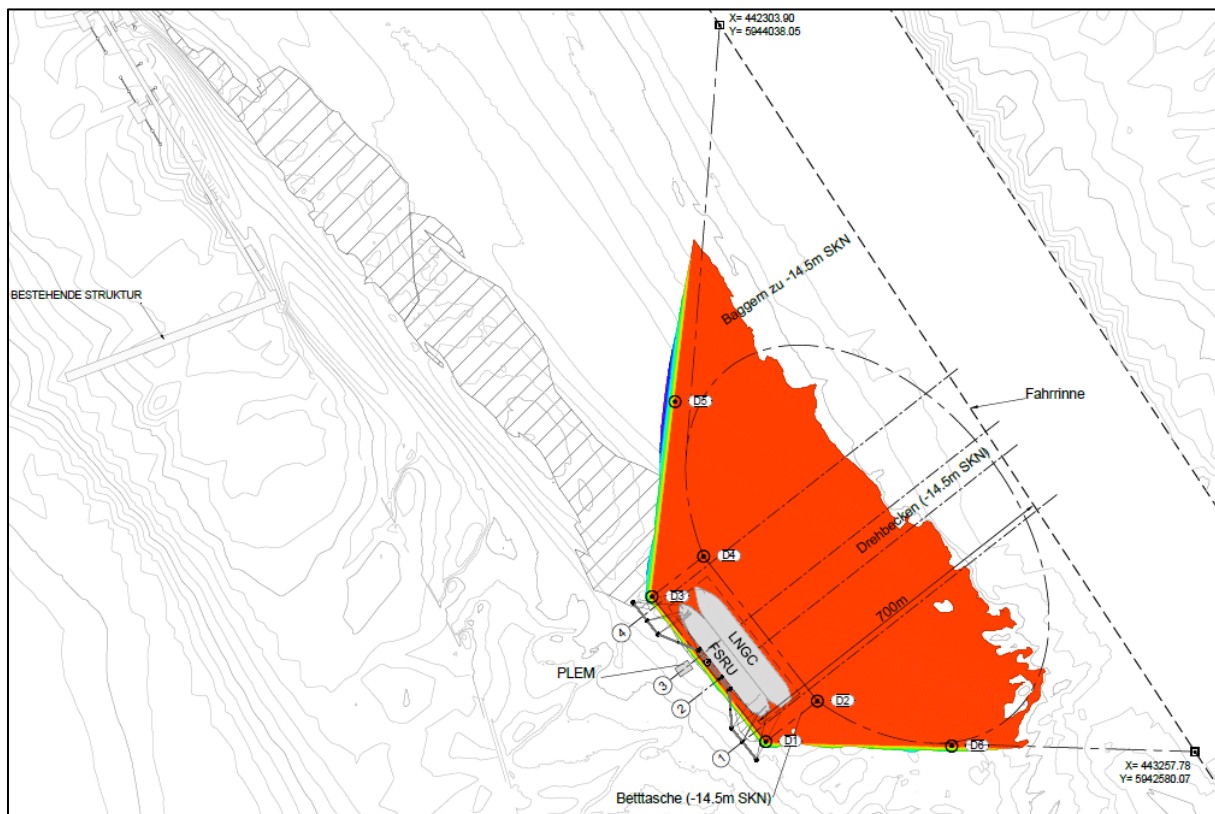 X= 442303.90
Y= 5944038.05
Baggern zu -14.5m SKN
BESTEHENDE STRUKTUR
Fahrrinne
D5
Drehbecken (-14.5m SKN)
D4
D3
700m
4
LNGC
FSRU
PLEM
3
2
D2
D1
D6
1
X= 443257.78
Y= 5942580.07
Betttasche (-14.5m SKN)